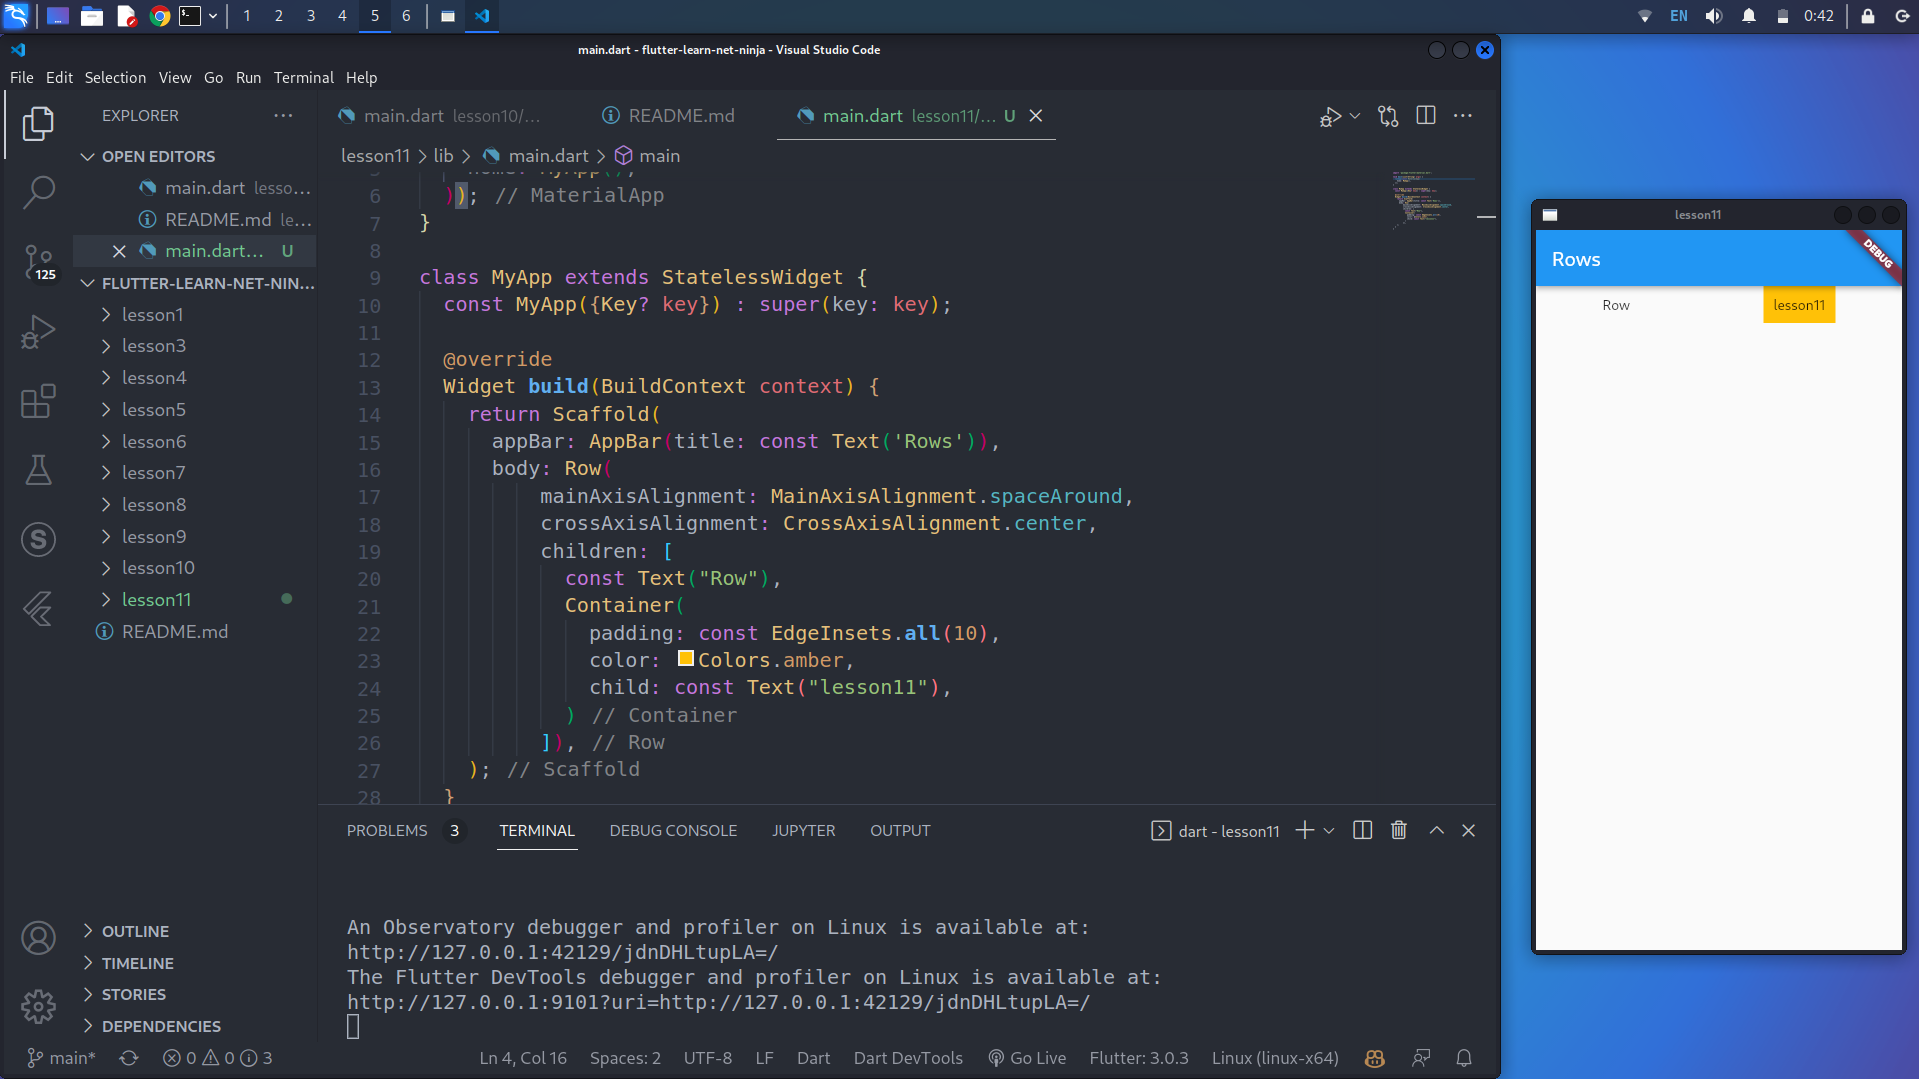 1 2 3 4 5 6
EN 0:42
main.dart - flutter-learn-net-ninja - Visual Studio Code
File Edit Selection View Go Run Terminal Help
EXPLORER
OPEN EDITORS
main.dart lesso...
README.md le...
main.dart... U
FLUTTER-LEARN-NET-NIN...
lesson1
lesson3
lesson4
lesson5
lesson6
lesson7
lesson8
lesson9
lesson10
lesson11
README.md
OUTLINE
TIMELINE
STORIES
DEPENDENCIES
125
main.dart lesson10/...
README.md
main.dart lesson11/... U
lesson11 > lib > main.dart > main
6 )); // MaterialApp
7 }
8
9 class MyApp extends StatelessWidget {
10 const MyApp({Key? key}) : super(key: key);
11
12 @override
13 Widget build(BuildContext context) {
14 return Scaffold(
15 appBar: AppBar(title: const Text('Rows')),
16 body: Row(
17 mainAxisAlignment: MainAxisAlignment.spaceAround,
18 crossAxisAlignment: CrossAxisAlignment.center,
19 children: [
20 const Text("Row"),
21 Container(
22 padding: const EdgeInsets.all(10),
23 color: Colors.amber,
24 child: const Text("lesson11"),
25 ) // Container
26 ]), // Row
27 ); // Scaffold
28 }
PROBLEMS 3 TERMINAL DEBUG CONSOLE JUPYTER OUTPUT
dart - lesson11
An Observatory debugger and profiler on Linux is available at:
http://127.0.0.1:42129/jdnDHLtupLA=/
The Flutter DevTools debugger and profiler on Linux is available at:
http://127.0.0.1:9101?uri=http://127.0.0.1:42129/jdnDHLtupLA=/
main* 0 0 3
Ln 4, Col 16 Spaces: 2 UTF-8 LF Dart Dart DevTools Go Live Flutter: 3.0.3 Linux (linux-x64)
lesson11
Rows
DEBUG
Row lesson11